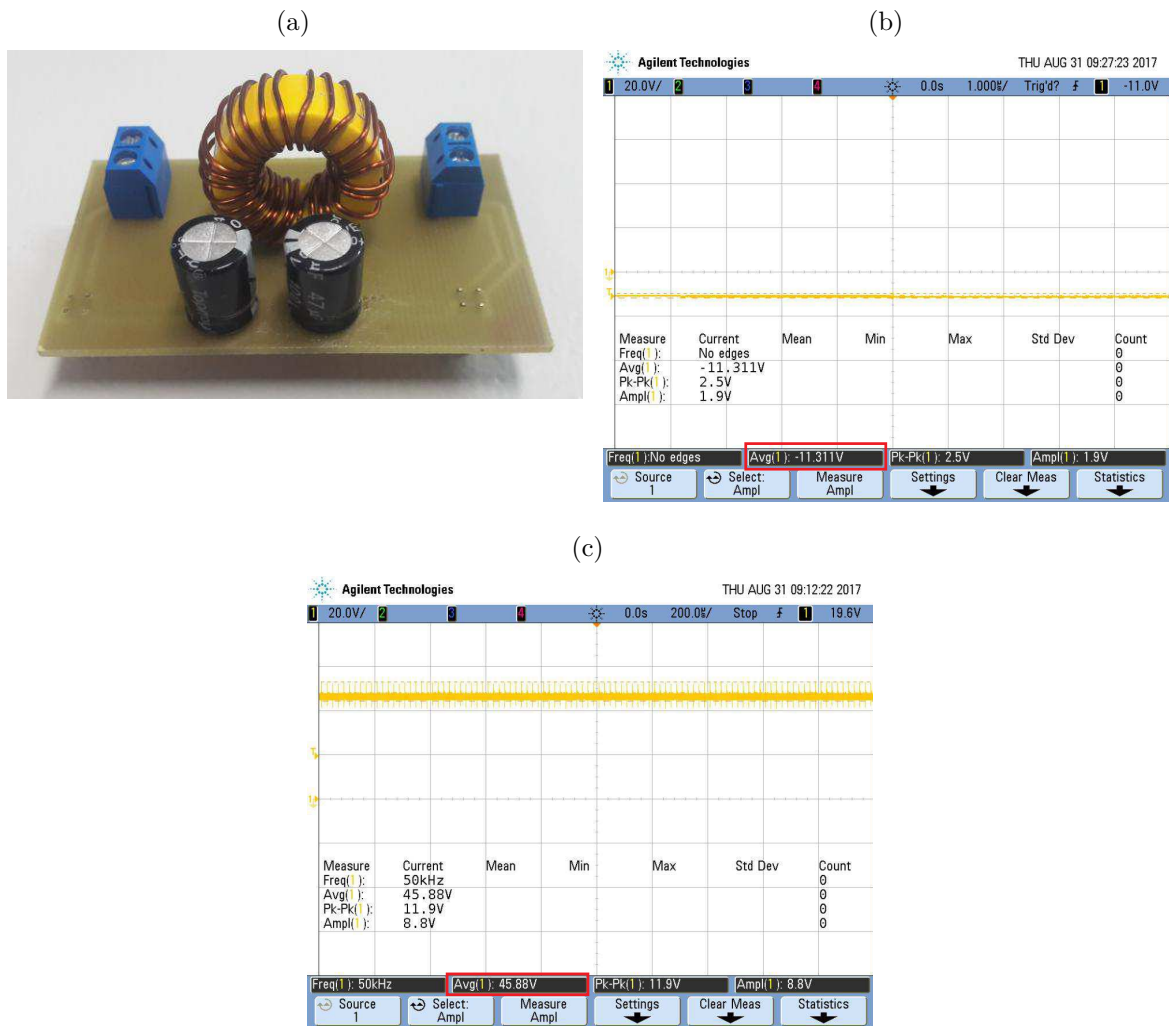 (a)
(b)
Agilent Technologies THU AUG 31 09:27:23 2017
1 20.0V/ 2 3 4 0.0s 1.000s/ Trig'd? 1 -11.0V
Measure Current Mean Min Max Std Dev Count
Freq(1): No edges 0
Avg(1): -11.311V 0
Pk-Pk(1): 2.5V 0
Ampl(1): 1.9V 0
Freq(1):No edges Avg(1): -11.311V Pk-Pk(1): 2.5V Ampl(1): 1.9V
Source Select: Measure Settings Clear Meas Statistics
1 Ampl Ampl
(c)
Agilent Technologies THU AUG 31 09:12:22 2017
1 20.0V/ 2 3 4 0.0s 200.0s/ Stop 1 19.6V
Measure Current Mean Min Max Std Dev Count
Freq(1): 50kHz 0
Avg(1): 45.88V 0
Pk-Pk(1): 11.9V 0
Ampl(1): 8.8V 0
Freq(1): 50kHz Avg(1): 45.88V Pk-Pk(1): 11.9V Ampl(1): 8.8V
Source Select: Measure Settings Clear Meas Statistics
1 Ampl Ampl